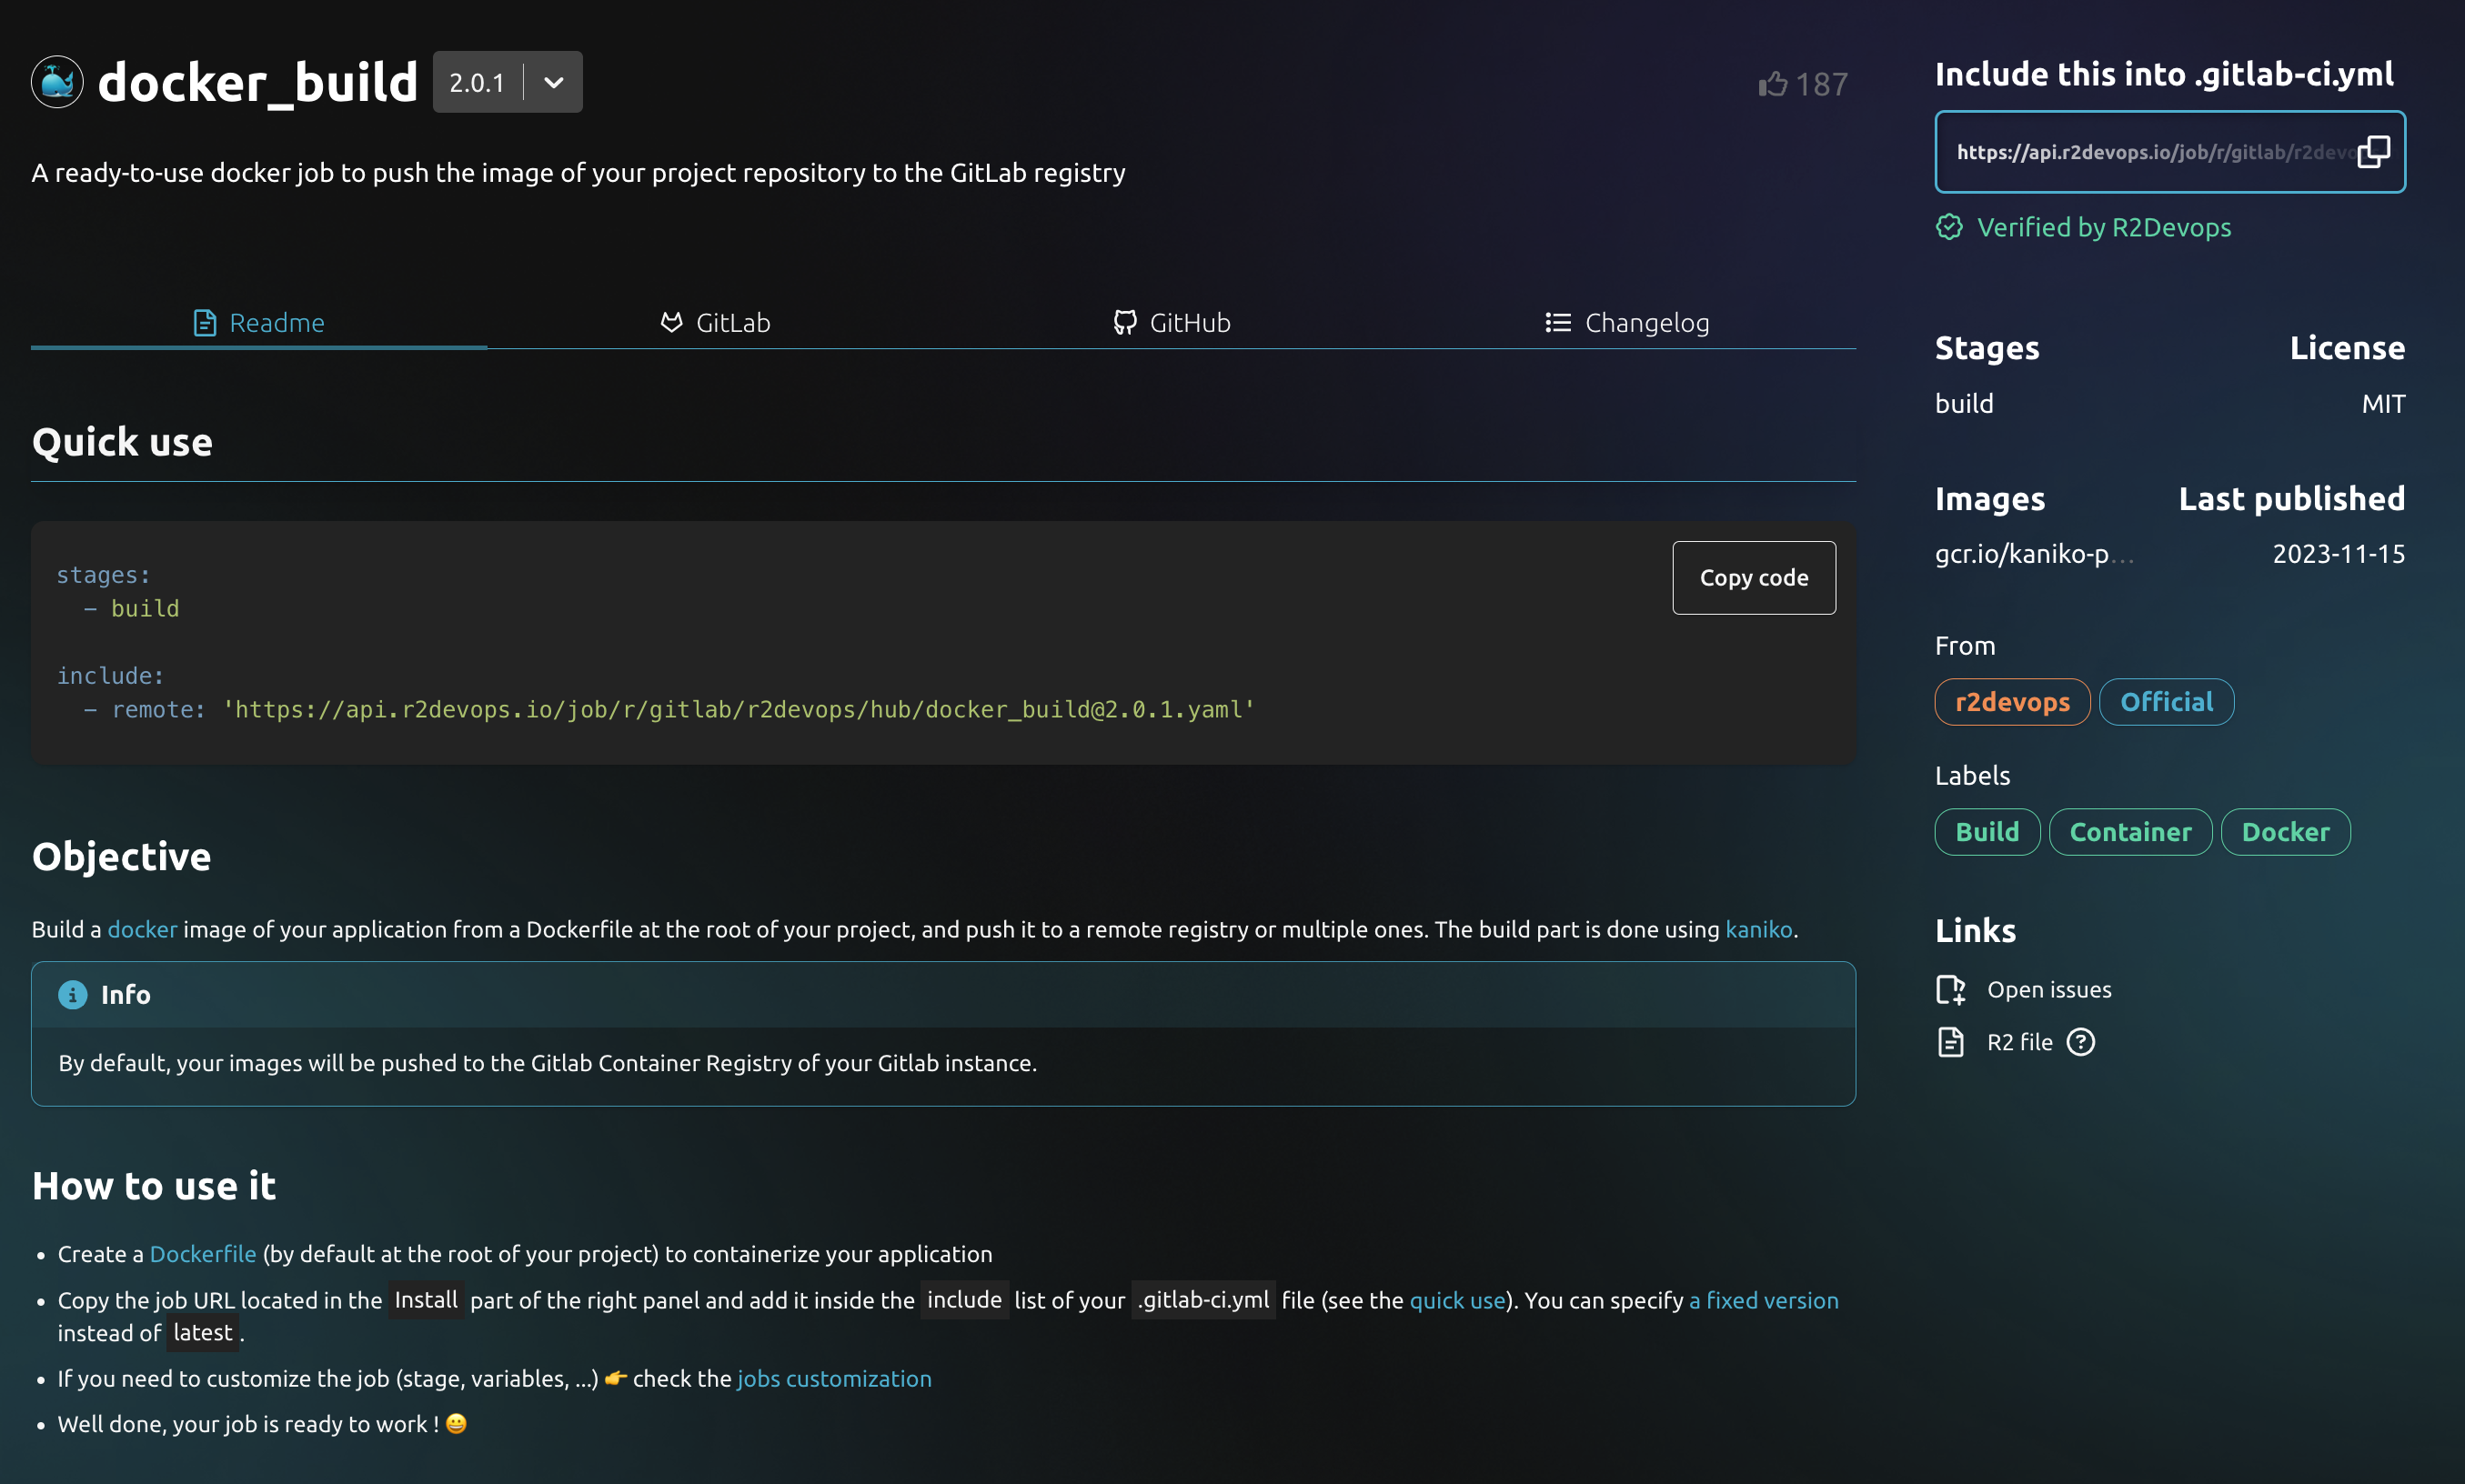 docker_build 2.0.1
187
A ready-to-use docker job to push the image of your project repository to the GitLab registry
Readme
GitLab
GitHub
Changelog
Quick use
Copy code
stages:
– build
include:
– remote: 'https://api.r2devops.io/job/r/gitlab/r2devops/hub/docker_build@2.0.1.yaml'
Objective
Build a docker image of your application from a Dockerfile at the root of your project, and push it to a remote registry or multiple ones. The build part is done using kaniko.
Info
By default, your images will be pushed to the Gitlab Container Registry of your Gitlab instance.
How to use it
• Create a Dockerfile (by default at the root of your project) to containerize your application
• Copy the job URL located in the Install part of the right panel and add it inside the include list of your .gitlab-ci.yml file (see the quick use). You can specify a fixed version
instead of latest .
• If you need to customize the job (stage, variables, ...) 👉 check the jobs customization
• Well done, your job is ready to work ! 😀
Include this into .gitlab-ci.yml
https://api.r2devops.io/job/r/gitlab/r2devo
Verified by R2Devops
Stages
License
build
MIT
Images
Last published
gcr.io/kaniko-p...
2023-11-15
From
r2devops
Official
Labels
Build
Container
Docker
Links
Open issues
R2 file